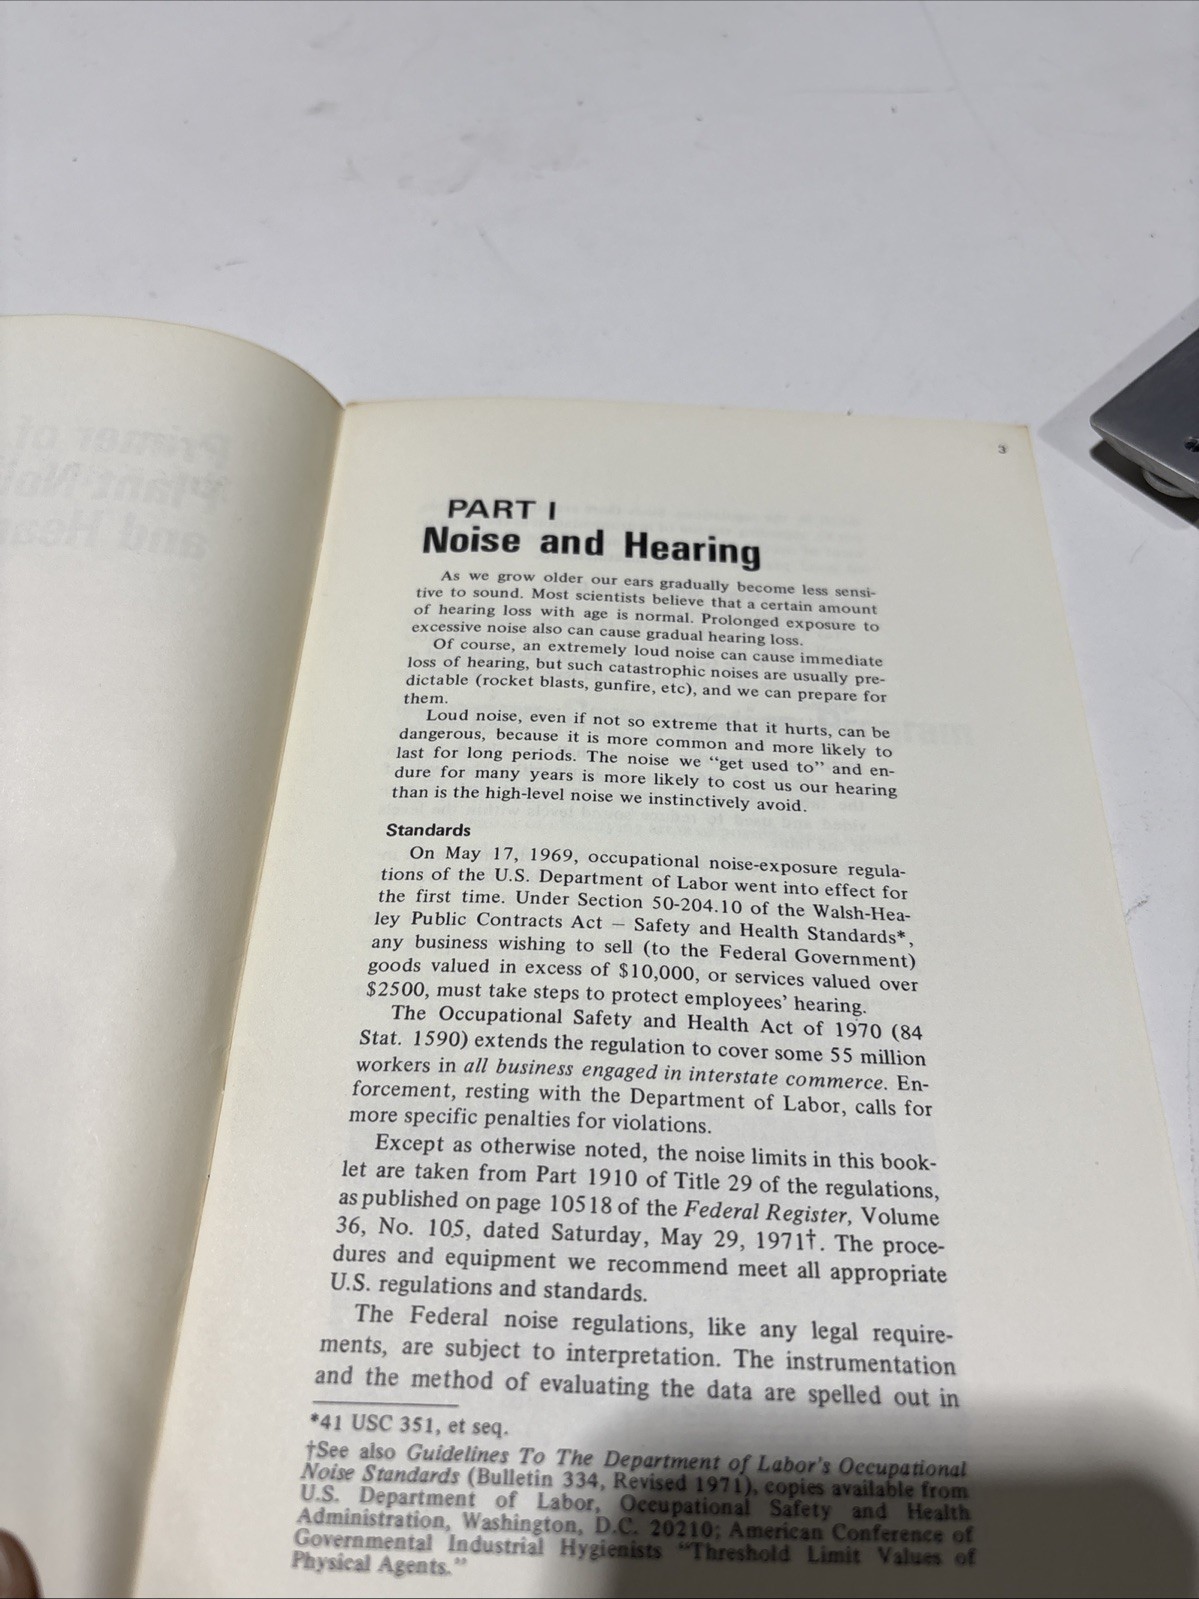 3
PART I
Noise and Hearing
As we grow older our ears gradually become less sensi-
tive to sound. Most scientists believe that a certain amount
of hearing loss with age is normal. Prolonged exposure to
excessive noise also can cause gradual hearing loss.
Of course, an extremely loud noise can cause immediate
loss of hearing, but such catastrophic noises are usually pre-
dictable (rocket blasts, gunfire, etc), and we can prepare for
them.
Loud noise, even if not so extreme that it hurts, can be
dangerous, because it is more common and more likely to
last for long periods. The noise we “get used to” and en-
dure for many years is more likely to cost us our hearing
than is the high-level noise we instinctively avoid.
Standards
On May 17, 1969, occupational noise-exposure regula-
tions of the U.S. Department of Labor went into effect for
the first time. Under Section 50-204.10 of the Walsh-Hea-
ley Public Contracts Act – Safety and Health Standards*,
any business wishing to sell (to the Federal Government)
goods valued in excess of $10,000, or services valued over
$2500, must take steps to protect employees’ hearing.
The Occupational Safety and Health Act of 1970 (84
Stat. 1590) extends the regulation to cover some 55 million
workers in all business engaged in interstate commerce. En-
forcement, resting with the Department of Labor, calls for
more specific penalties for violations.
Except as otherwise noted, the noise limits in this book-
let are taken from Part 1910 of Title 29 of the regulations,
as published on page 10518 of the Federal Register, Volume
36, No. 105, dated Saturday, May 29, 1971†. The proce-
dures and equipment we recommend meet all appropriate
U.S. regulations and standards.
The Federal noise regulations, like any legal require-
ments, are subject to interpretation. The instrumentation
and the method of evaluating the data are spelled out in
*41 USC 351, et seq.
†See also Guidelines To The Department of Labor’s Occupational
Noise Standards (Bulletin 334, Revised 1971), copies available from
U.S. Department of Labor, Occupational Safety and Health
Administration, Washington, D.C. 20210; American Conference of
Governmental Industrial Hygienists “Threshold Limit Values of
Physical Agents.”
Primer of
Plant Noi
and Hear